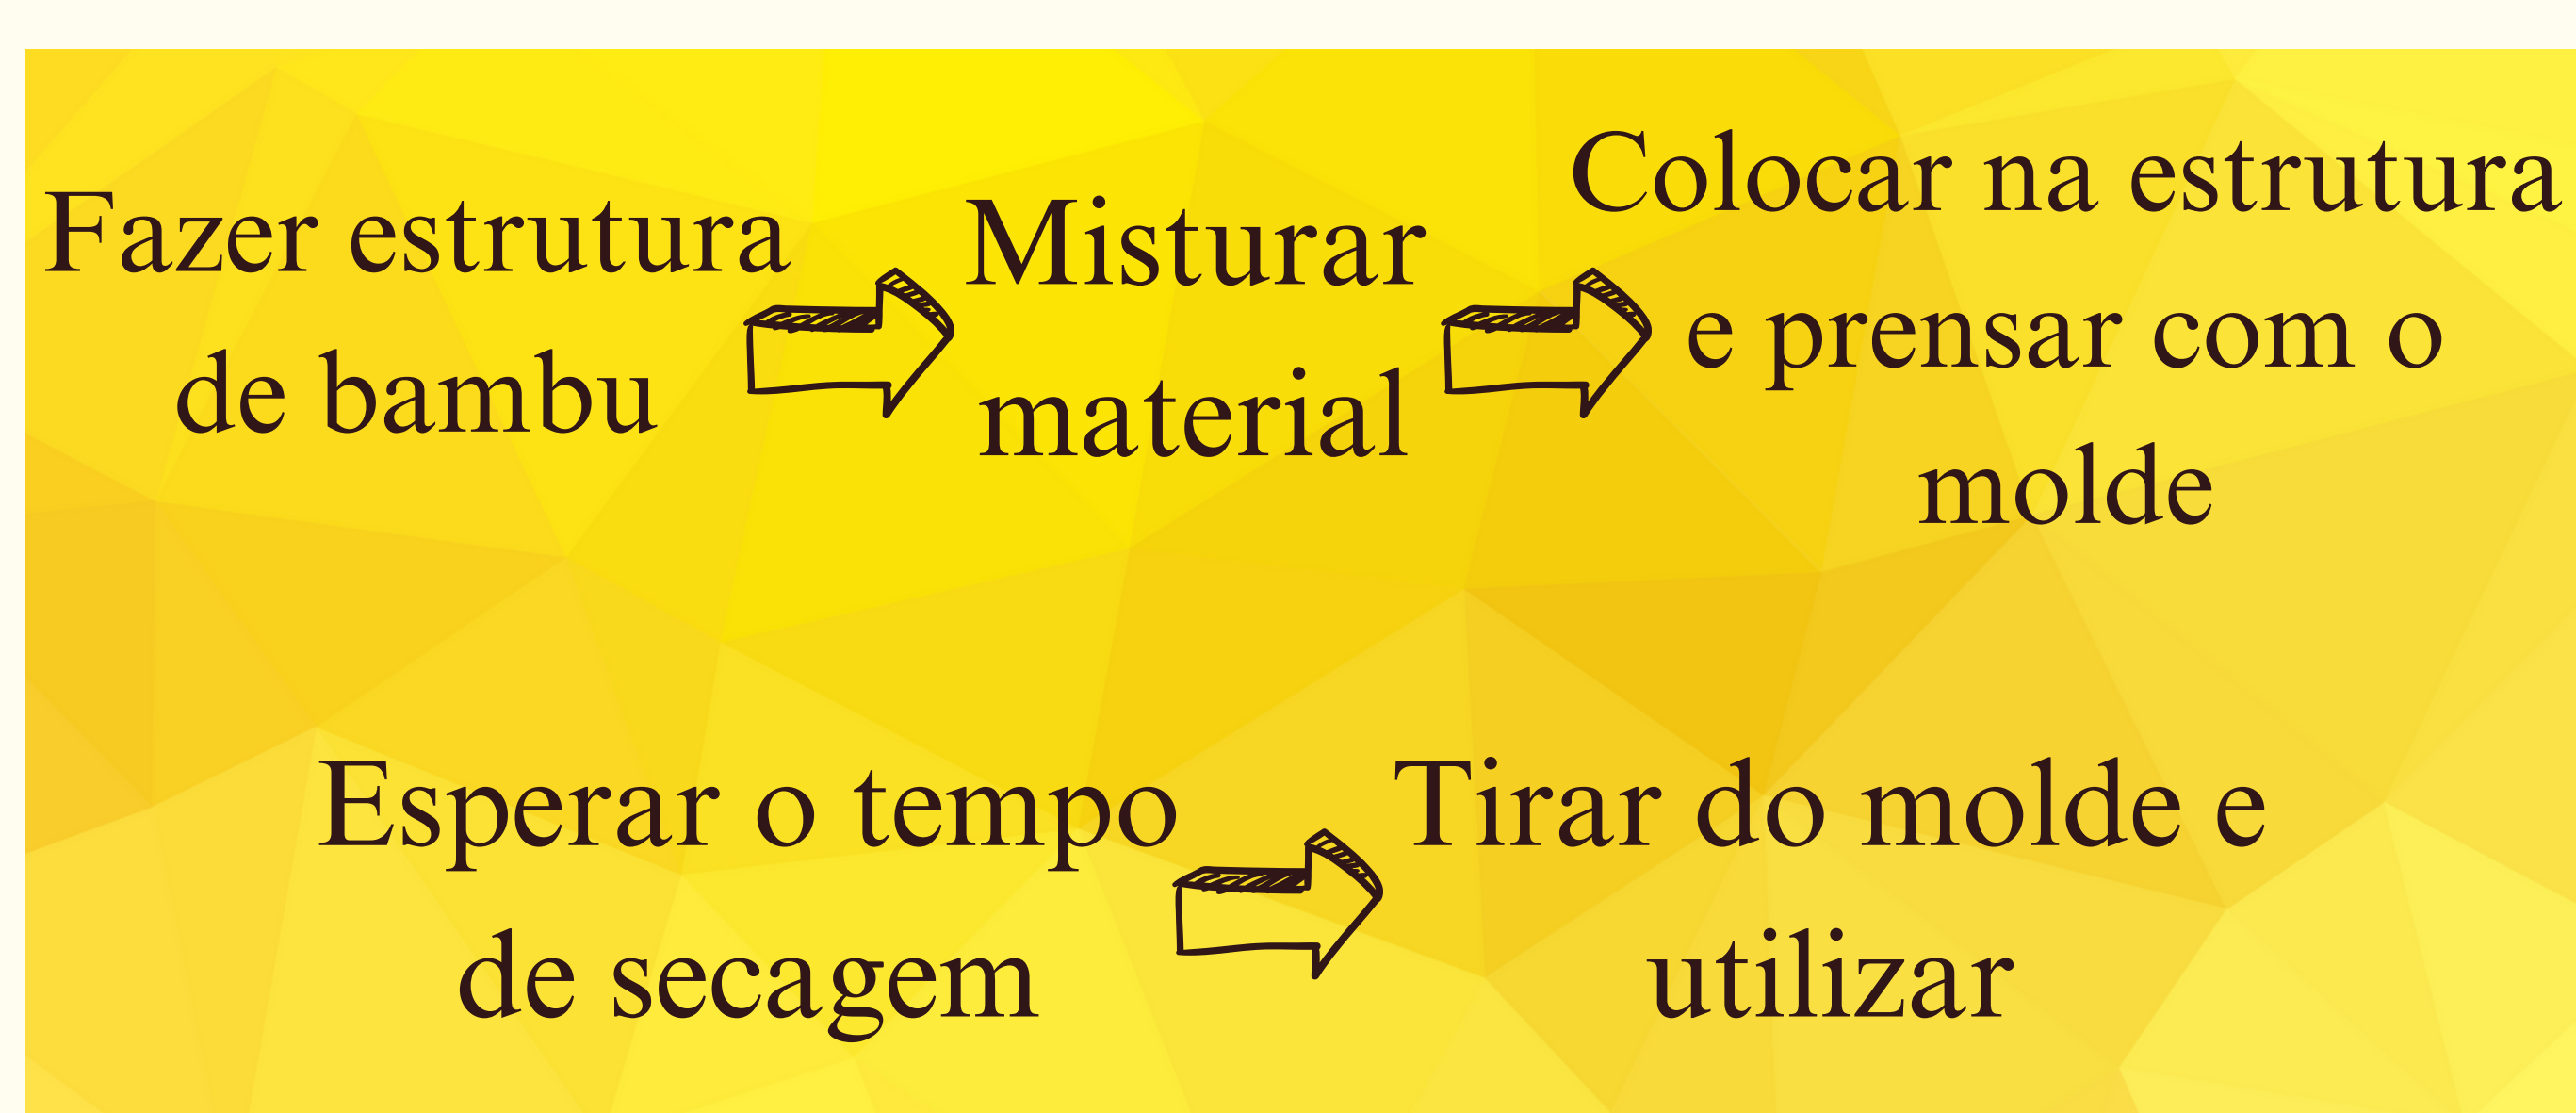 Fazer estrutura
de bambu
Misturar
material
Colocar na estrutura
e prensar com o
molde
Esperar o tempo
de secagem
Tirar do molde e
utilizar